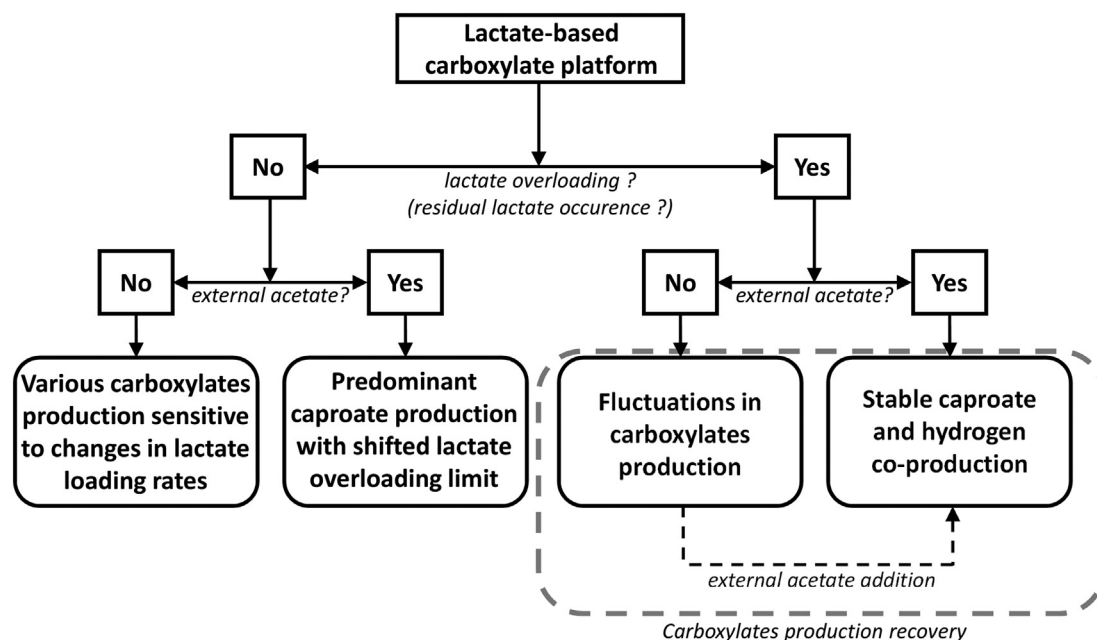 Lactate-based
carboxylate platform
No
Yes
lactate overloading ?
(residual lactate occurence ?)
No
Yes
external acetate?
No
Yes
external acetate?
Various carboxylates
production sensitive
to changes in lactate
loading rates
Predominant
caproate production
with shifted lactate
overloading limit
Fluctuations in
carboxylates
production
Stable caproate
and hydrogen
co-production
external acetate addition
Carboxylates production recovery